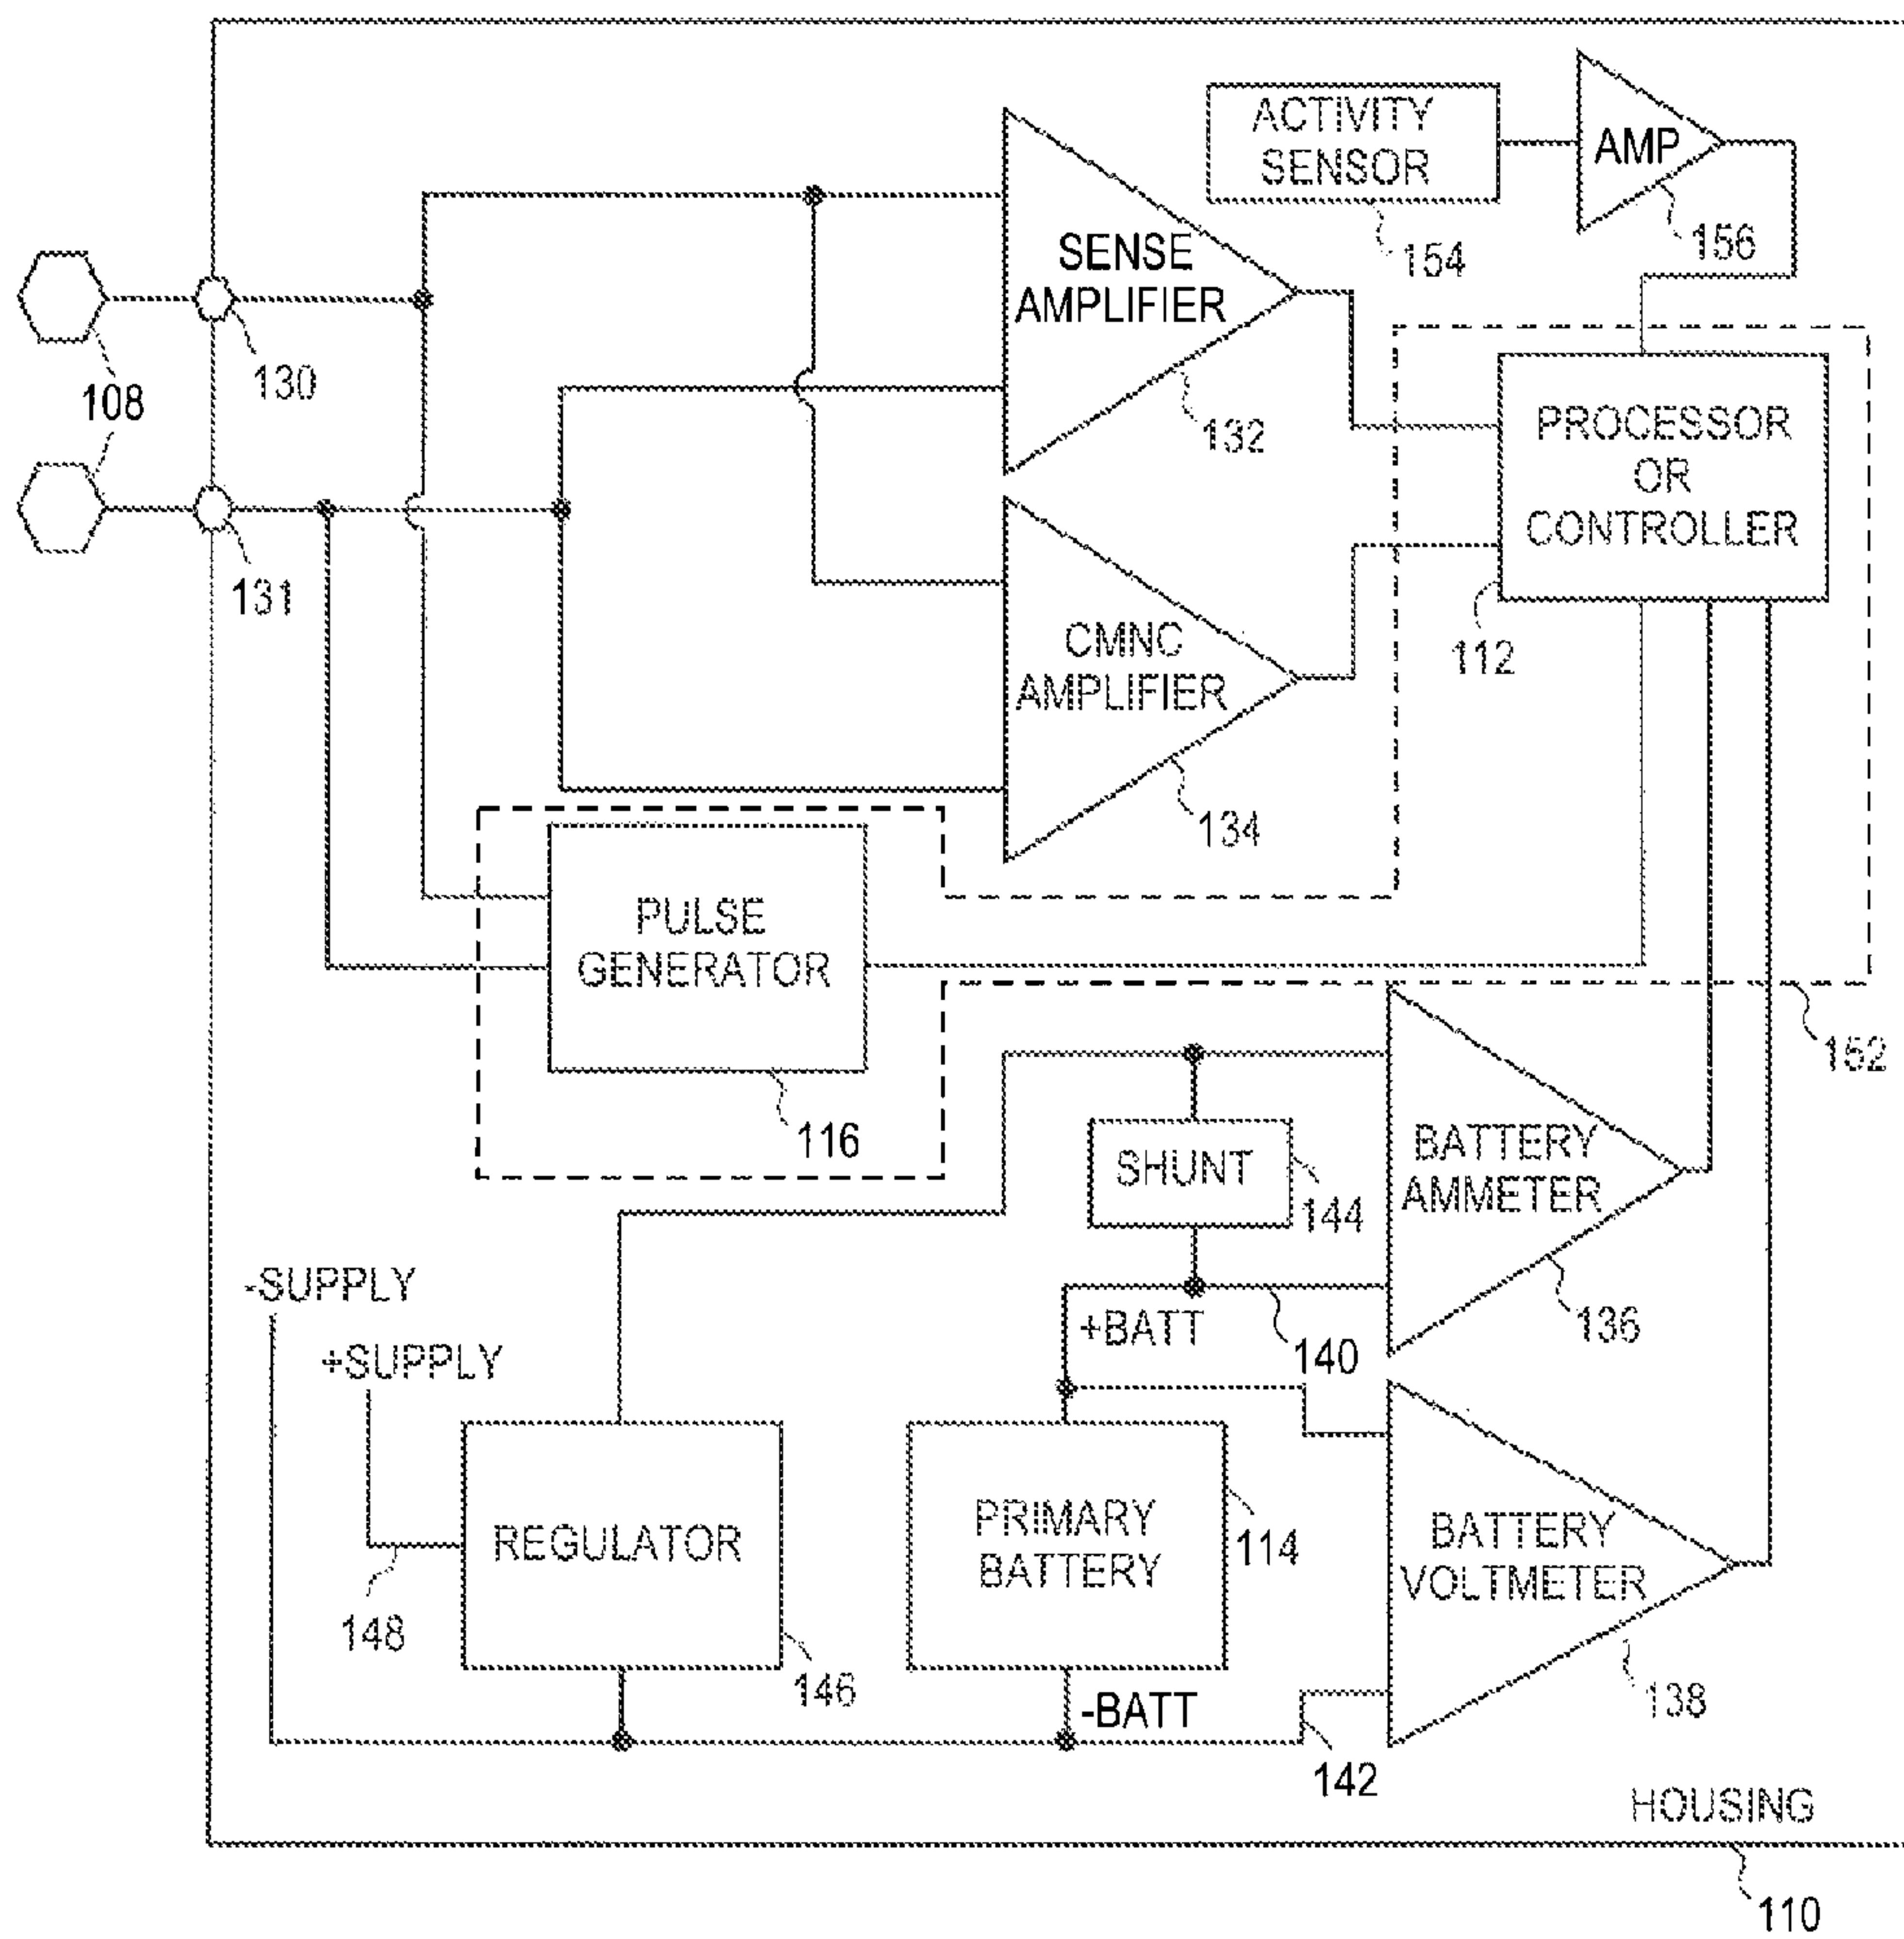 ACTIVITY
SENSOR
154
AMP
156
SENSE
AMPLIFIER
132
108
130
131
PROCESSOR
OR
CONTROLLER
112
CMNC
AMPLIFIER
134
PULSE
GENERATOR
116
152
SHUNT
144
BATTERY
AMMETER
136
-SUPPLY
+SUPPLY
+BATT
140
REGULATOR
148
146
PRIMARY
BATTERY
114
BATTERY
VOLTMETER
138
-BATT
142
HOUSING
110